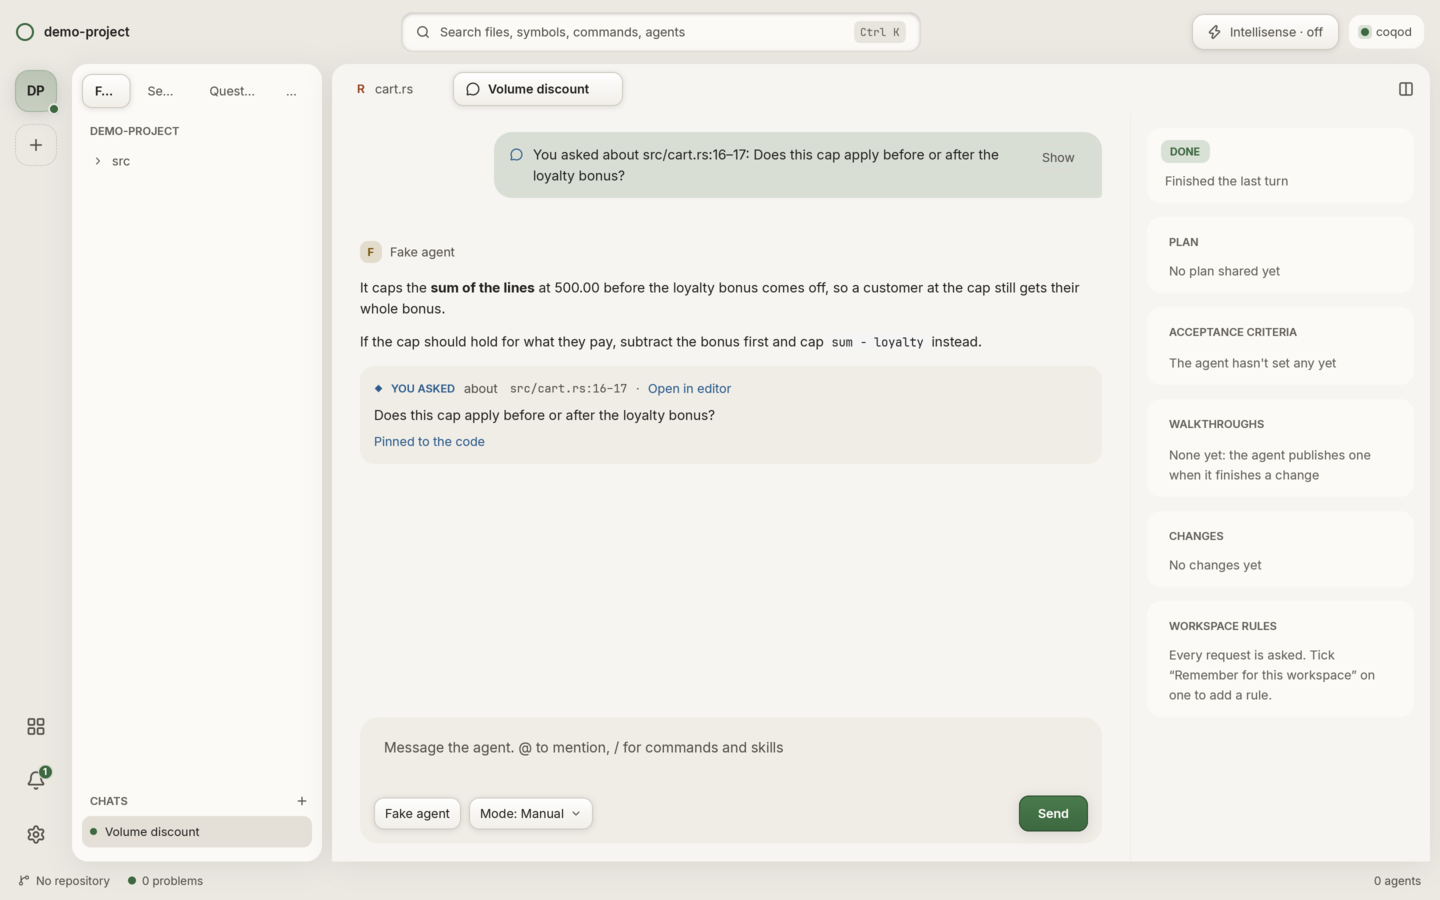 demo-project
Search files, symbols, commands, agents
Ctrl K
Intellisense · off
coqod
DP
F...
Se...
Quest...
...
DEMO-PROJECT
src
R cart.rs
Volume discount
You asked about src/cart.rs:16–17: Does this cap apply before or after the
loyalty bonus?
Show
F Fake agent
It caps the sum of the lines at 500.00 before the loyalty bonus comes off, so a customer at the cap still gets their
whole bonus.
If the cap should hold for what they pay, subtract the bonus first and cap sum - loyalty instead.
YOU ASKED about src/cart.rs:16–17 · Open in editor
Does this cap apply before or after the loyalty bonus?
Pinned to the code
Message the agent. @ to mention, / for commands and skills
Fake agent
Mode: Manual
Send
DONE
Finished the last turn
PLAN
No plan shared yet
ACCEPTANCE CRITERIA
The agent hasn't set any yet
WALKTHROUGHS
None yet: the agent publishes one
when it finishes a change
CHANGES
No changes yet
WORKSPACE RULES
Every request is asked. Tick
“Remember for this workspace” on
one to add a rule.
1
CHATS
Volume discount
No repository
0 problems
0 agents